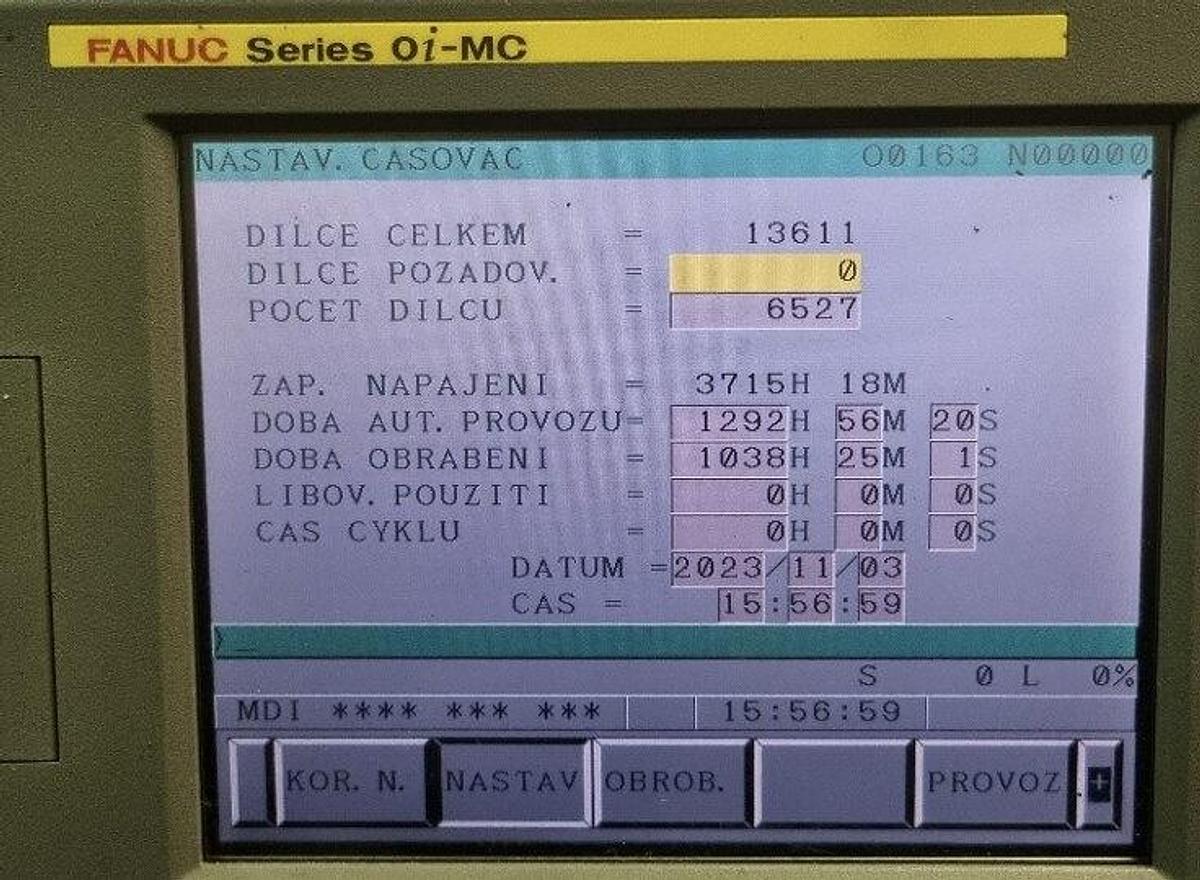 FANUC Series 0i-MC
NASTAV. CASOVAC O0163 N00000
DILCE CELKEM = 13611
DILCE POZADOV. = 0
POCET DILCU = 6527
ZAP. NAPAJENI = 3715H 18M
DOBA AUT. PROVOZU= 1292H 56M 20S
DOBA OBRABENI = 1038H 25M 1S
LIBOV. POUZITI = 0H 0M 0S
CAS CYKLU = 0H 0M 0S
DATUM =2023/11/03
CAS = 15:56:59
>_
S 0 L 0%
MDI **** *** *** 15:56:59
KOR. N. NASTAV OBROB. PROVOZ +